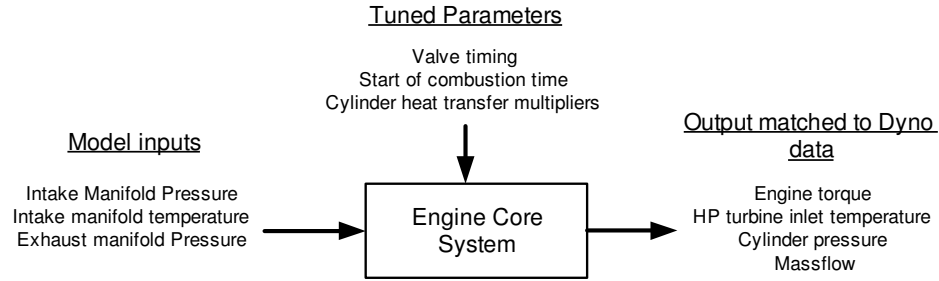 Tuned Parameters
Valve timing
Start of combustion time
Cylinder heat transfer multipliers
Model inputs
Intake Manifold Pressure
Intake manifold temperature
Exhaust manifold Pressure
Engine Core
System
Output matched to Dyno
data
Engine torque
HP turbine inlet temperature
Cylinder pressure
Massflow